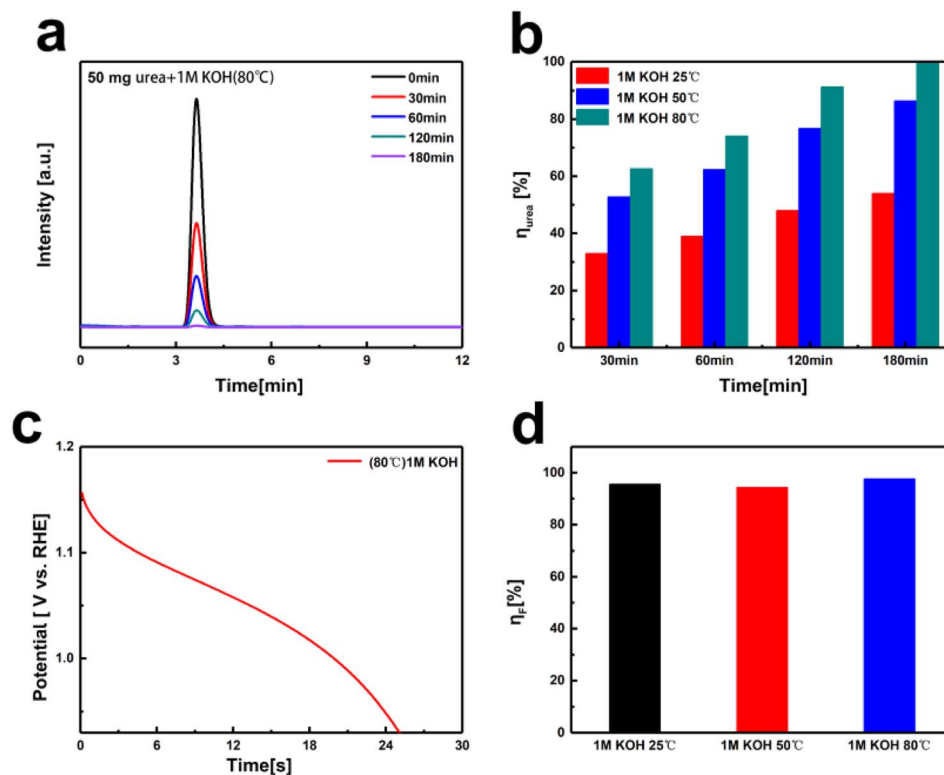 a
50 mg urea+1M KOH(80℃)
0min
30min
60min
120min
180min
Intensity [a.u.]
0
3
6
9
12
Time[min]
b
1M KOH 25℃
1M KOH 50℃
1M KOH 80℃
ηurea [%]
100
80
60
40
20
0
30min
60min
120min
180min
Time[min]
c
(80℃)1M KOH
Potential [ V vs. RHE]
1.2
1.1
1.0
0
6
12
18
24
30
Time[s]
d
ηF[%]
100
80
60
40
20
0
1M KOH 25℃
1M KOH 50℃
1M KOH 80℃